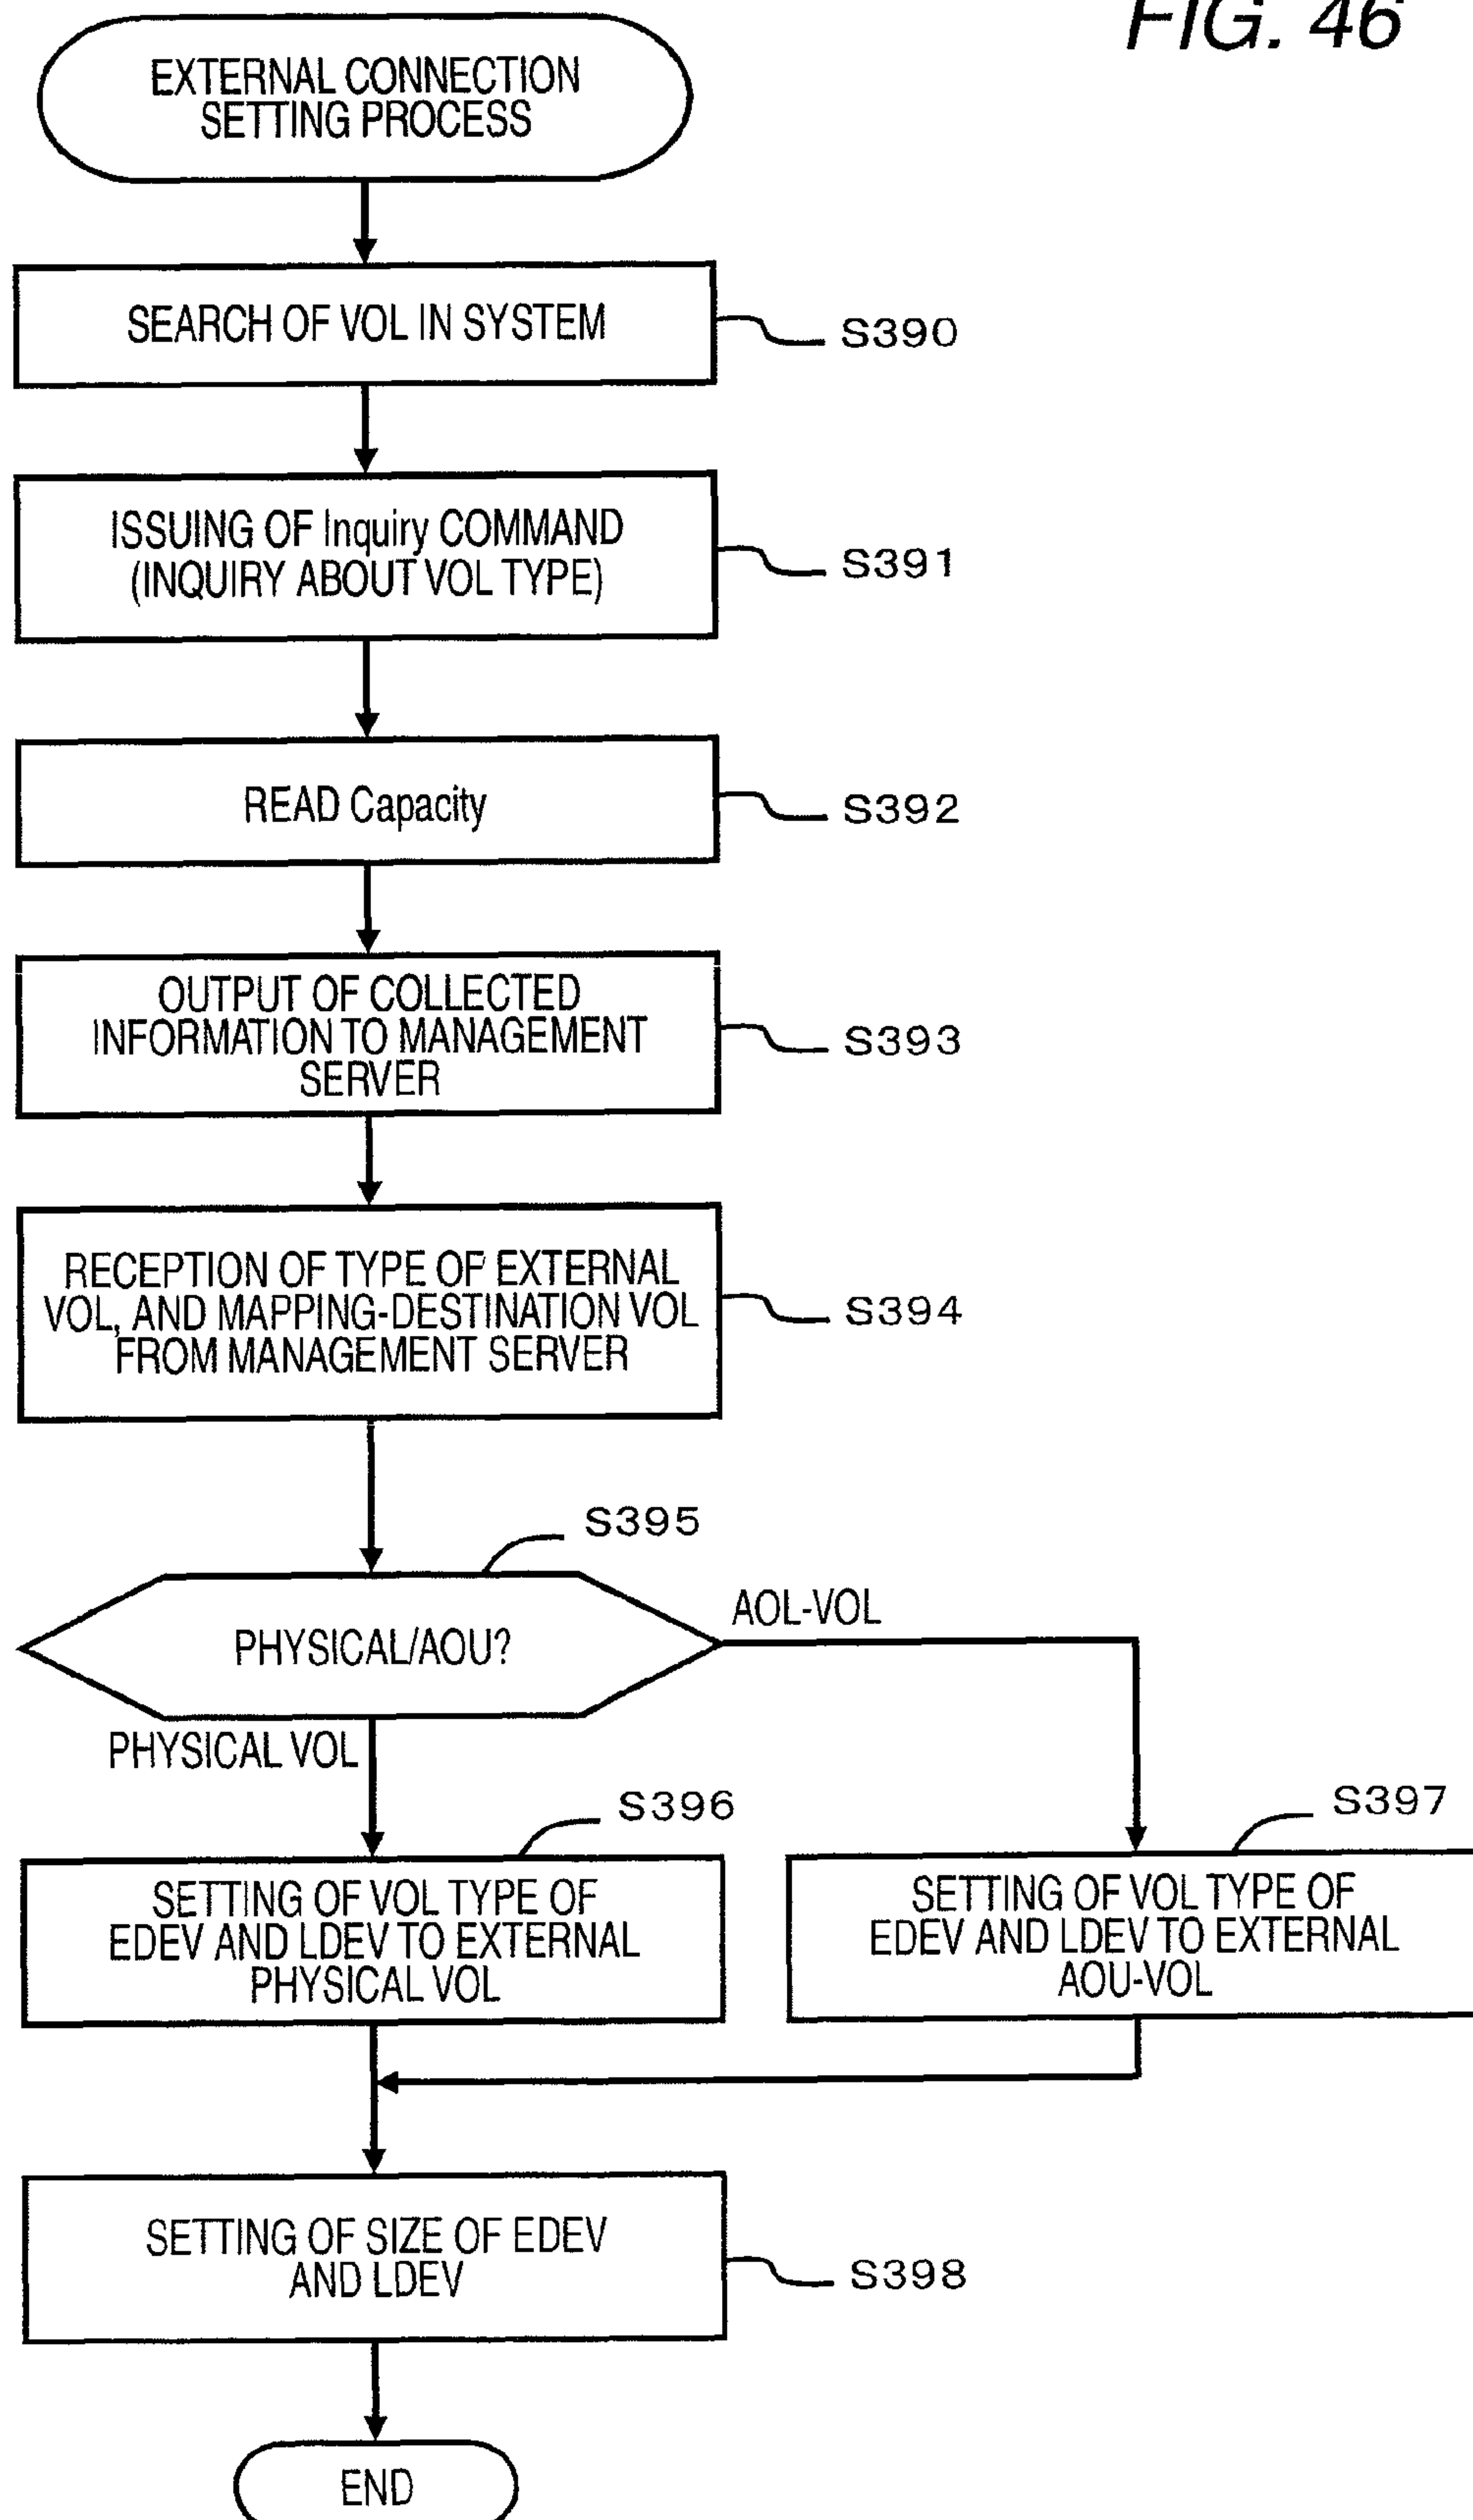 FIG. 46
EXTERNAL CONNECTION
SETTING PROCESS
SEARCH OF VOL IN SYSTEM
S390
ISSUING OF Inquiry COMMAND
(INQUIRY ABOUT VOL TYPE)
S391
READ Capacity
S392
OUTPUT OF COLLECTED
INFORMATION TO MANAGEMENT
SERVER
S393
RECEPTION OF TYPE OF EXTERNAL
VOL, AND MAPPING-DESTINATION VOL
FROM MANAGEMENT SERVER
S394
S395
PHYSICAL/AOU?
AOL-VOL
PHYSICAL VOL
S396
SETTING OF VOL TYPE OF
EDEV AND LDEV TO EXTERNAL
PHYSICAL VOL
S397
SETTING OF VOL TYPE OF
EDEV AND LDEV TO EXTERNAL
AOU-VOL
SETTING OF SIZE OF EDEV
AND LDEV
S398
END